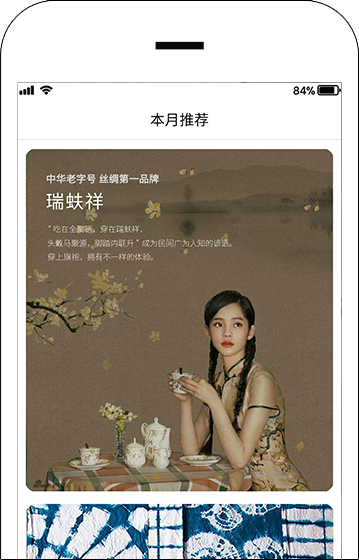 84%
本月推荐
中华老字号 丝绸第一品牌
瑞蚨祥
“吃在全聚德，穿在瑞蚨祥，
头戴马聚源，脚踏内联升”成为民间广为人知的谚语。
穿上旗袍，拥有不一样的体验。